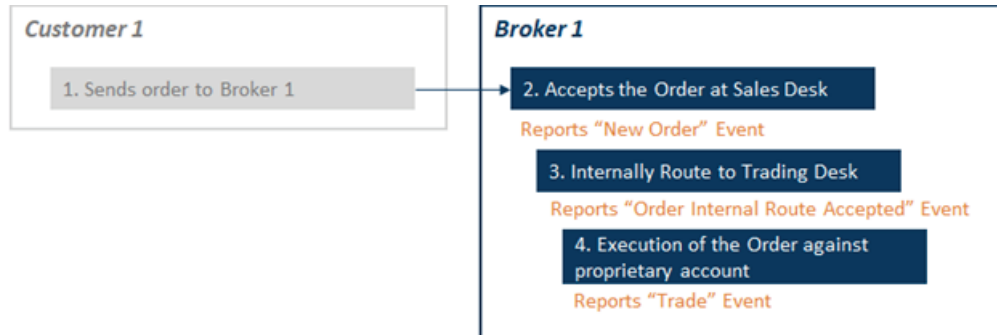 Customer 1
1. Sends order to Broker 1
Broker 1
2. Accepts the Order at Sales Desk
Reports “New Order” Event
3. Internally Route to Trading Desk
Reports “Order Internal Route Accepted” Event
4. Execution of the Order against
proprietary account
Reports “Trade” Event